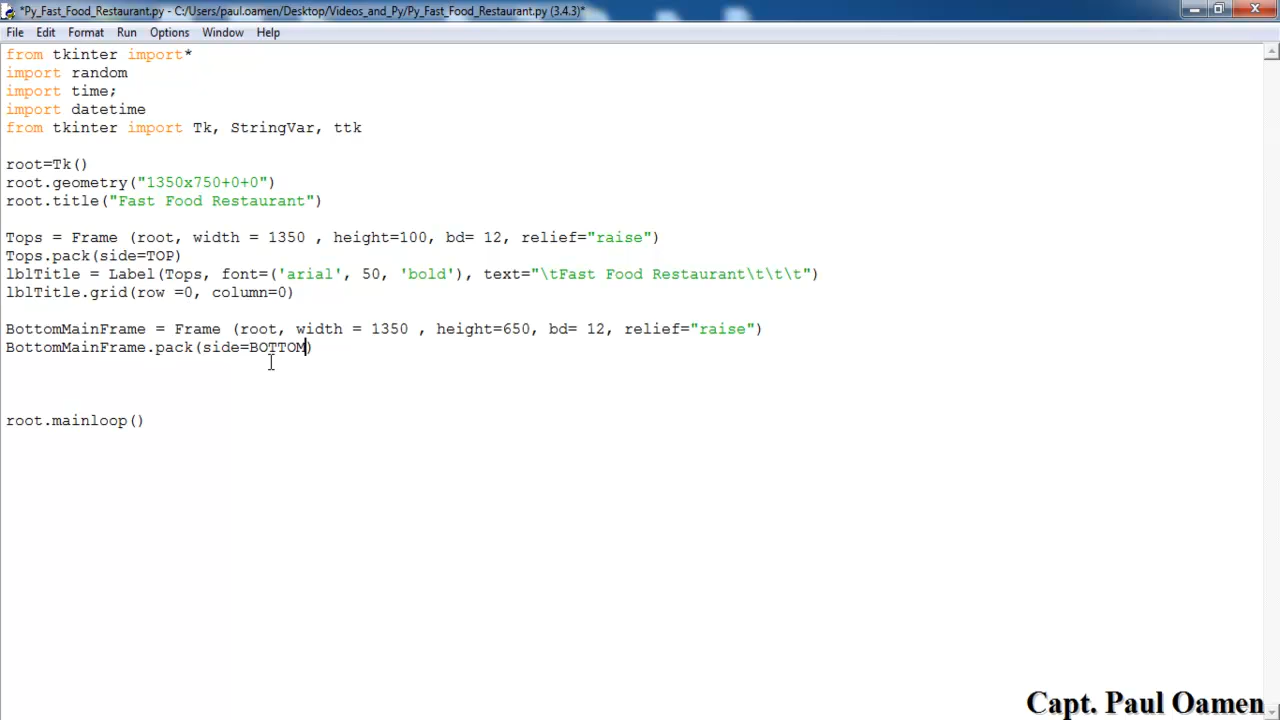 *Py_Fast_Food_Restaurant.py - C:/Users/paul.oamen/Desktop/Videos_and_Py/Py_Fast_Food_Restaurant.py (3.4.3)*
File Edit Format Run Options Window Help
from tkinter import*
import random
import time;
import datetime
from tkinter import Tk, StringVar, ttk
root=Tk()
root.geometry("1350x750+0+0")
root.title("Fast Food Restaurant")
Tops = Frame (root, width = 1350 , height=100, bd= 12, relief="raise")
Tops.pack(side=TOP)
lblTitle = Label(Tops, font=('arial', 50, 'bold'), text="\tFast Food Restaurant\t\t\t")
lblTitle.grid(row =0, column=0)
BottomMainFrame = Frame (root, width = 1350 , height=650, bd= 12, relief="raise")
BottomMainFrame.pack(side=BOTTOM)
root.mainloop()
Capt. Paul Oamen